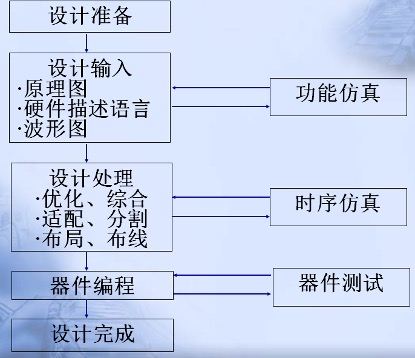 设计准备
设计输入
·原理图
·硬件描述语言
·波形图
功能仿真
设计处理
·优化、综合
·适配、分割
·布局、布线
时序仿真
器件编程
器件测试
设计完成